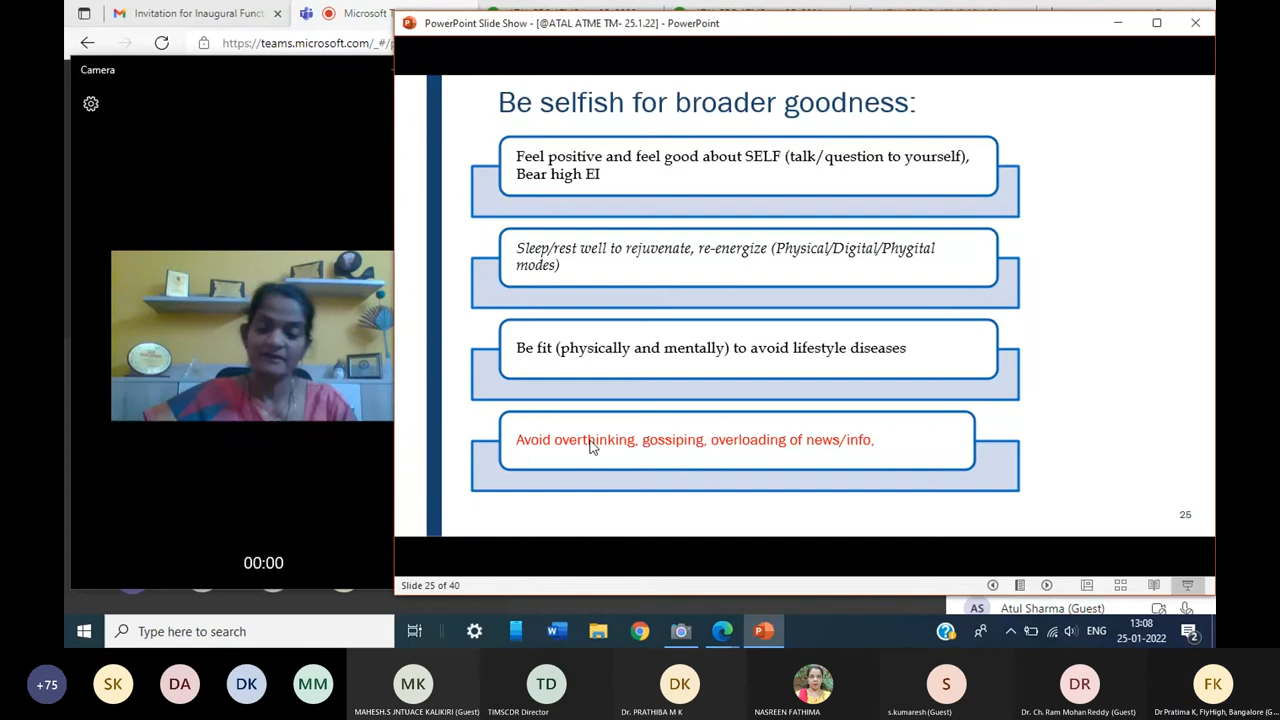 Invitation for Inaugural Funct
Microsoft T
PowerPoint Slide Show - [@ATAL ATME TM- 25.1.22] - PowerPoint
https://teams.microsoft.com/_#/
Camera
00:00
Be selfish for broader goodness:
Feel positive and feel good about SELF (talk/question to yourself),
Bear high EI
Sleep/rest well to rejuvenate, re-energize (Physical/Digital/Phygital
modes)
Be fit (physically and mentally) to avoid lifestyle diseases
Avoid overthinking, gossiping, overloading of news/info,
25
Slide 25 of 40
AS
Atul Sharma (Guest)
Type here to search
ENG
13:08
25-01-2022
2
+75
SK
DA
DK
MM
MK
TD
DK
S
DR
FK
MAHESH.S JNTUACE KALIKIRI (Guest)
TIMSCDR Director
Dr. PRATHIBA M K
NASREEN FATHIMA
s.kumaresh (Guest)
Dr. Ch. Ram Mohan Reddy (Guest)
Dr Pratima K, FlyHigh, Bangalore (G...